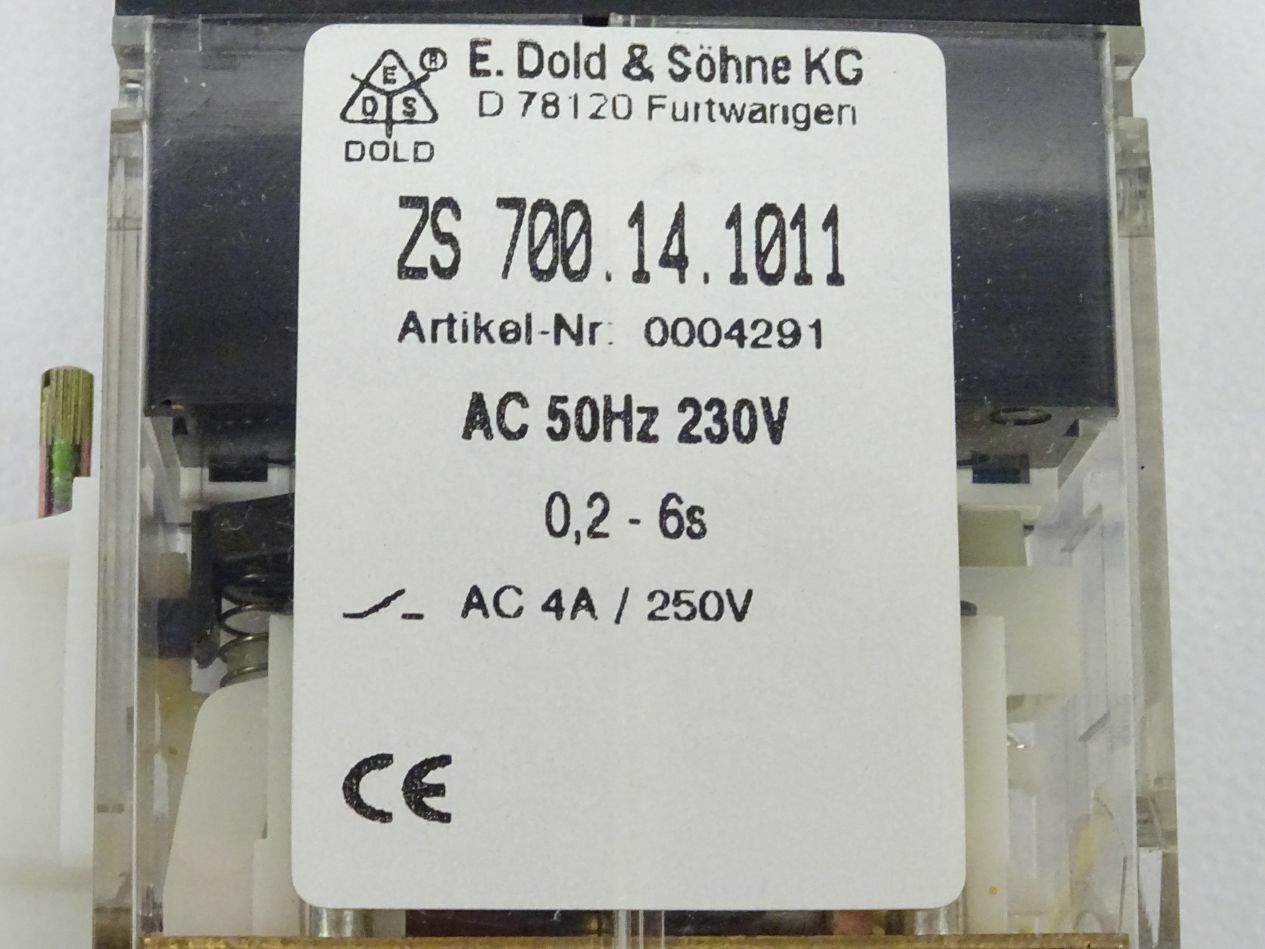 E. Dold & Söhne KG
D 78120 Furtwangen
E
D S
®
DOLD
ZS 700.14.1011
Artikel-Nr: 0004291
AC 50Hz 230V
0,2 - 6s
AC 4A / 250V
CE